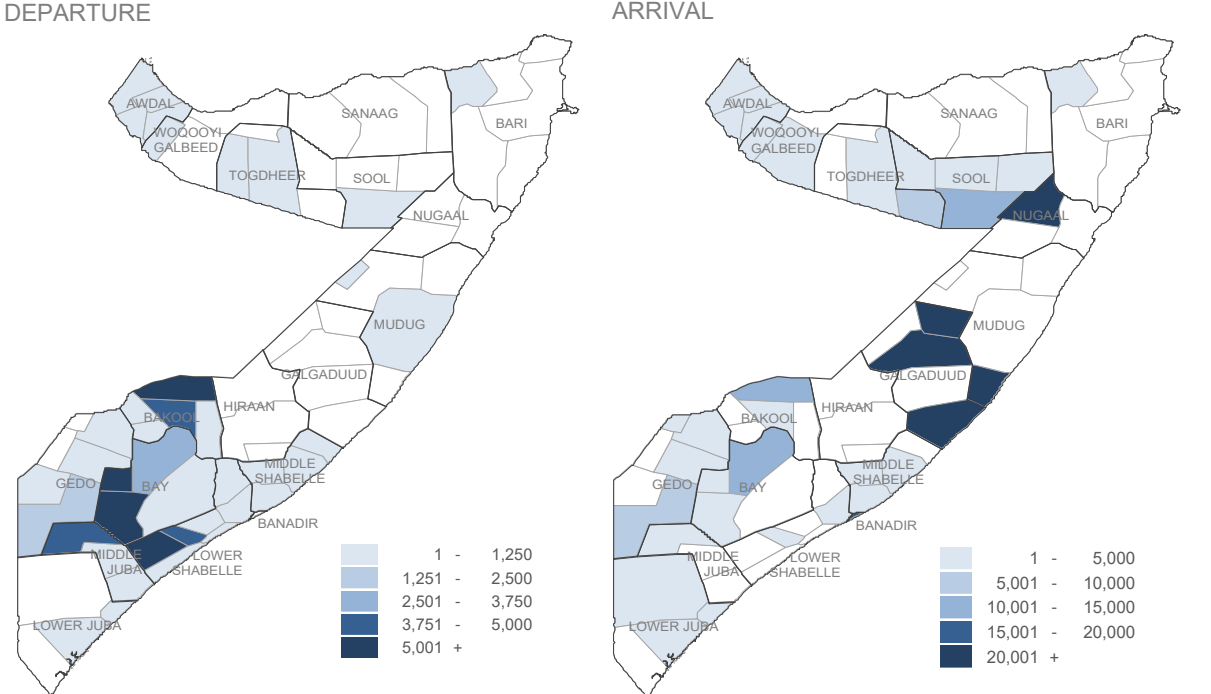 DEPARTURE
AWDAL
WOQOOYI
GALBEED
TOGDHEER
SANAAG
SOOL
BARI
NUGAAL
MUDUG
GALGADUUD
HIRAAN
BAKOOL
GEDO
BAY
MIDDLE
SHABELLE
BANADIR
MIDDLE
JUBA
LOWER
SHABELLE
LOWER JUBA
1 - 1,250
1,251 - 2,500
2,501 - 3,750
3,751 - 5,000
5,001 +
ARRIVAL
AWDAL
WOQOOYI
GALBEED
TOGDHEER
SANAAG
SOOL
BARI
NUGAAL
MUDUG
GALGADUUD
HIRAAN
BAKOOL
GEDO
BAY
MIDDLE
SHABELLE
BANADIR
MIDDLE
JUBA
LOWER
SHABELLE
LOWER JUBA
1 - 5,000
5,001 - 10,000
10,001 - 15,000
15,001 - 20,000
20,001 +